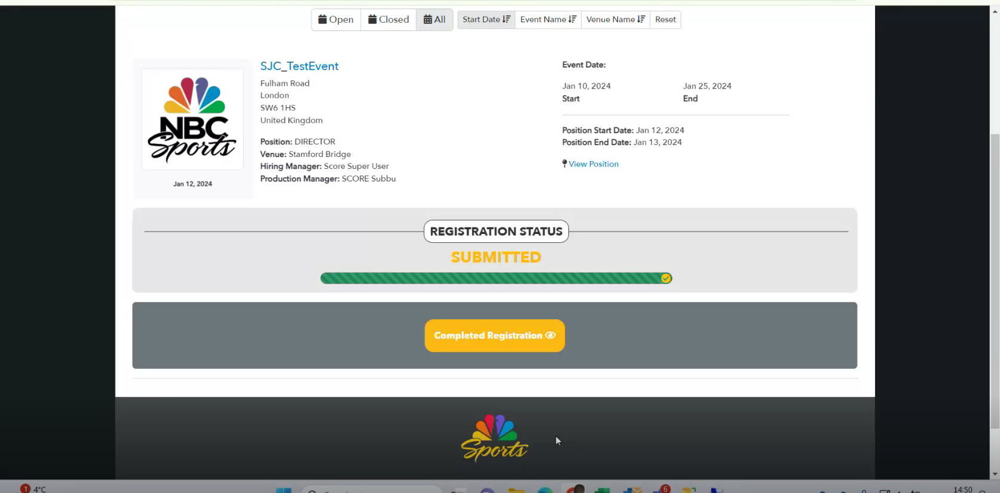 Open Closed All Start Date Event Name Venue Name Reset
SJC_TestEvent
Fulham Road
London
SW6 1HS
United Kingdom
Position: DIRECTOR
Venue: Stamford Bridge
Hiring Manager: Score Super User
Production Manager: SCORE Subbu
NBC
Sports
Jan 12, 2024
Event Date:
Jan 10, 2024 Jan 25, 2024
Start End
Position Start Date: Jan 12, 2024
Position End Date: Jan 13, 2024
View Position
REGISTRATION STATUS
SUBMITTED
Completed Registration
Sports
1 4°C 6 14:50